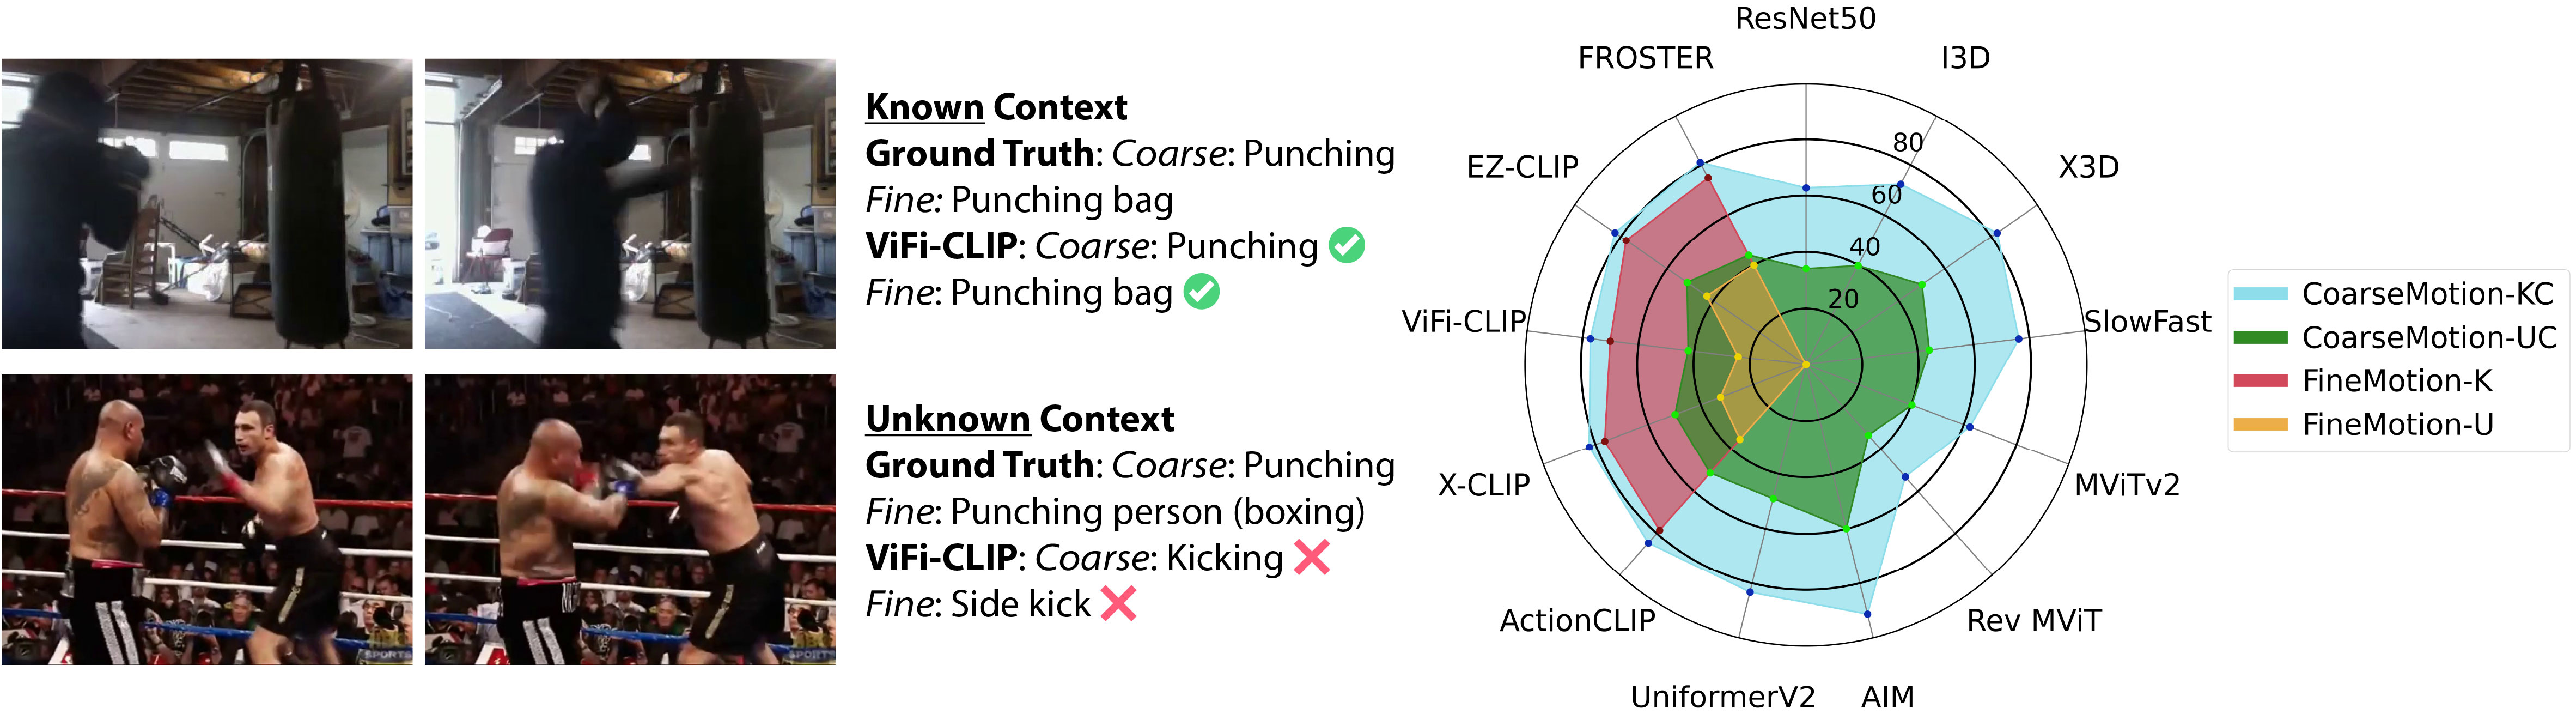 Known Context
Ground Truth: Coarse: Punching
Fine: Punching bag
ViFi-CLIP: Coarse: Punching
Fine: Punching bag
Unknown Context
Ground Truth: Coarse: Punching
Fine: Punching person (boxing)
ViFi-CLIP: Coarse: Kicking
Fine: Side kick
SPORTS
SPORTS
ResNet50
FROSTER
I3D
EZ-CLIP
X3D
ViFi-CLIP
SlowFast
X-CLIP
MViTv2
ActionCLIP
Rev MViT
UniformerV2
AIM
80
60
40
20
CoarseMotion-KC
CoarseMotion-UC
FineMotion-K
FineMotion-U